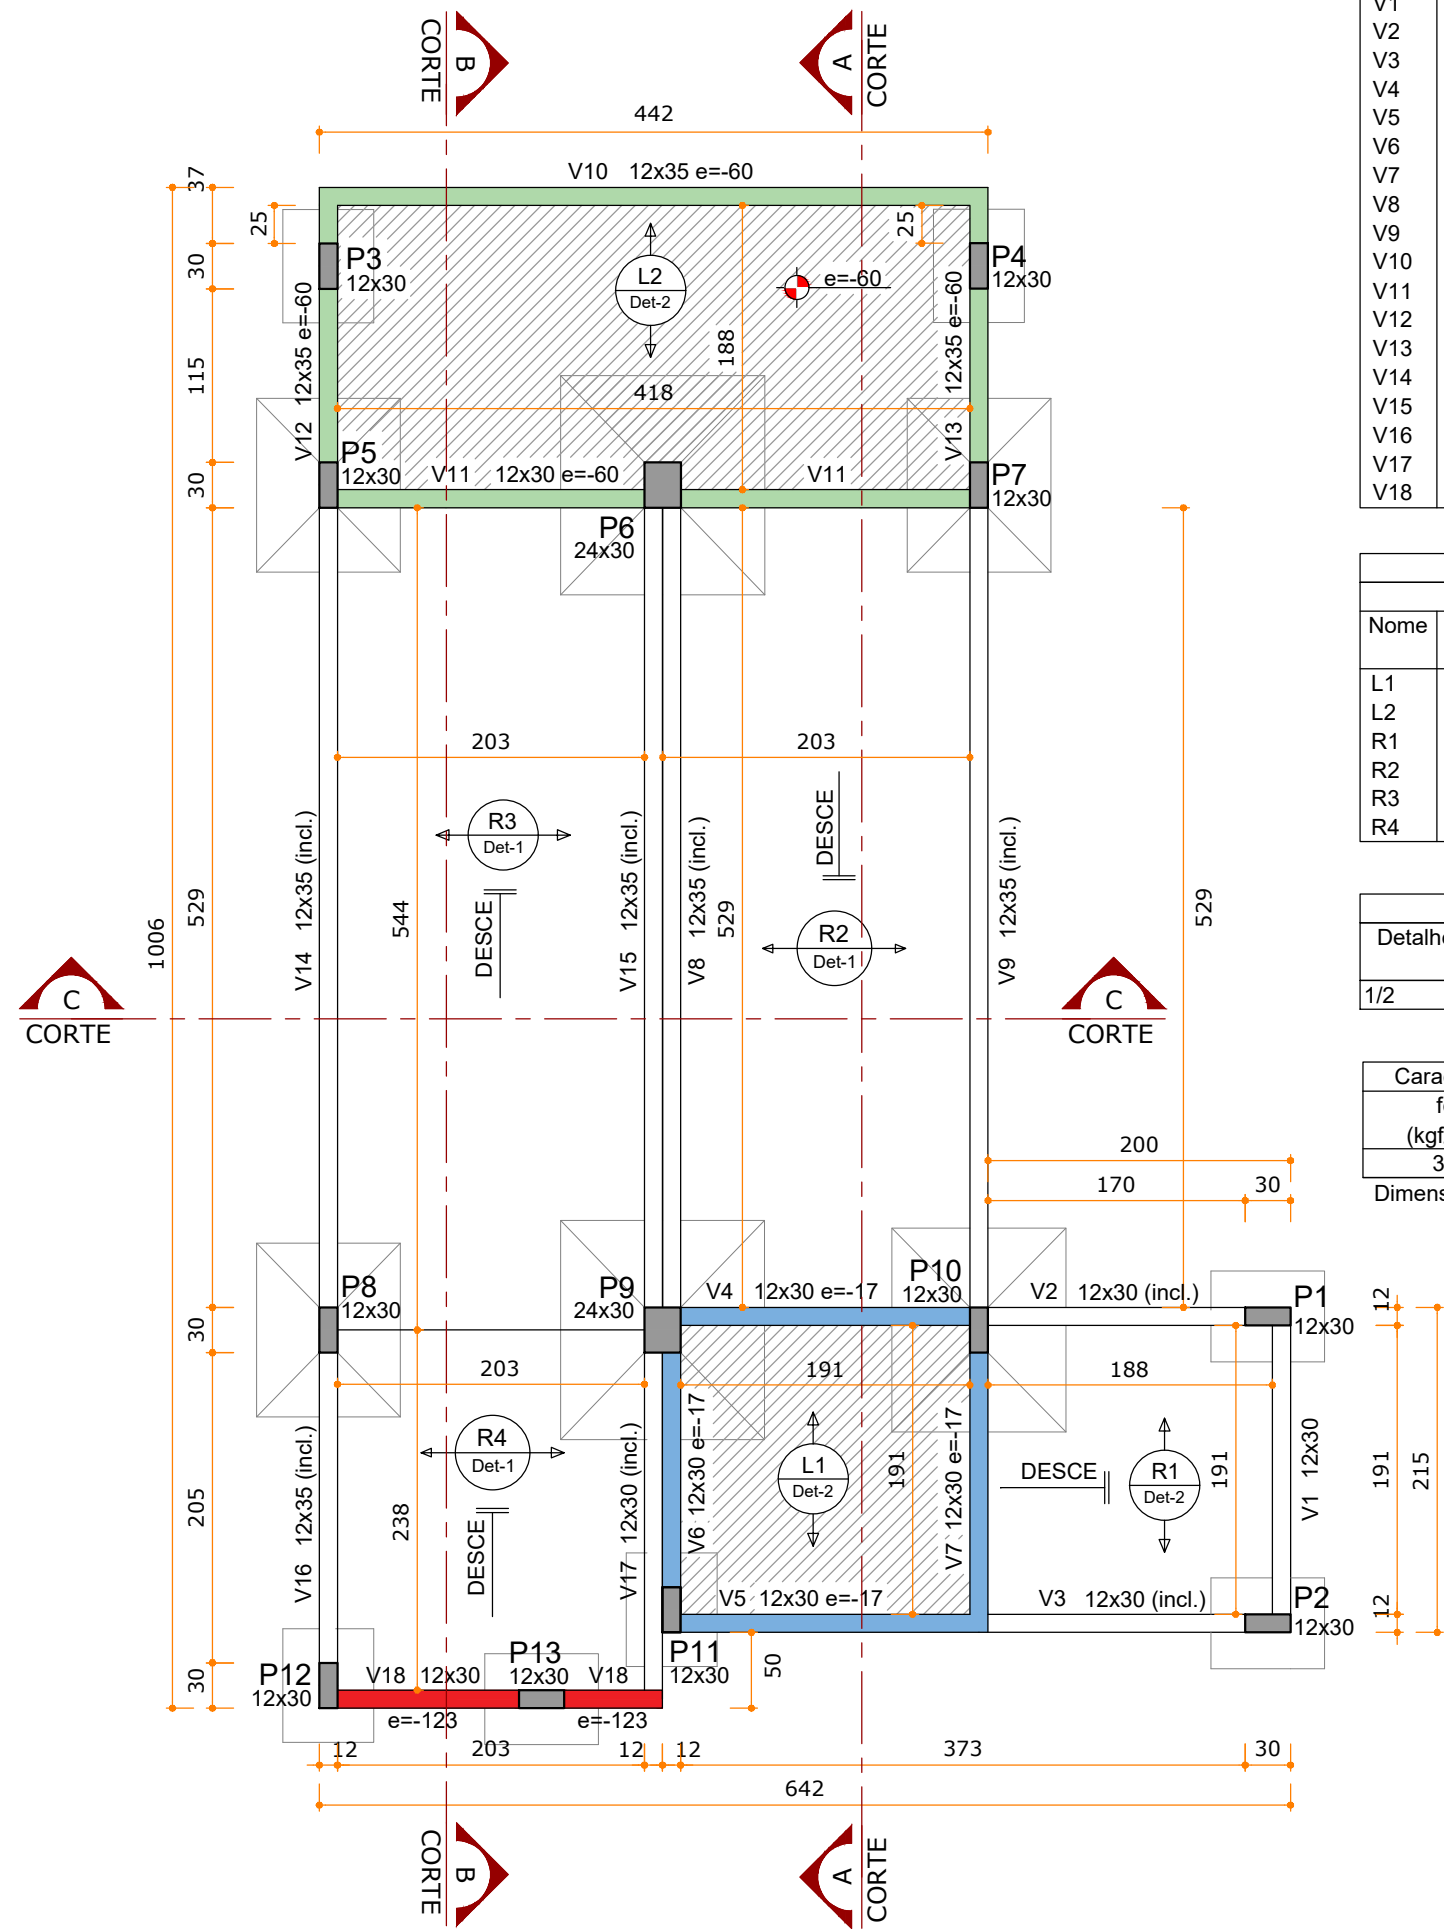 CORTE
B
A
CORTE
442
V10 12x35 e=-60
37
25
25
30
P3
12x30
L2
Det-2
e=-60
P4
12x30
V12 12x35 e=-60
115
188
V13 12x35 e=-60
418
P5
12x30
V11 12x30 e=-60
V11
P7
12x30
30
P6
24x30
203
203
R3
Det-1
DESCE
DESCE
R2
Det-1
V14 12x35 (incl.)
V15 12x35 (incl.)
V8 12x35 (incl.)
V9 12x35 (incl.)
1006
529
544
529
529
C
CORTE
C
CORTE
200
170
30
P8
12x30
P9
24x30
V4 12x30 e=-17
P10
12x30
V2 12x30 (incl.)
P1
12x30
12
30
203
191
188
R4
Det-1
L1
Det-2
R1
Det-2
DESCE
DESCE
V16 12x35 (incl.)
V17 12x30 (incl.)
V6 12x30 e=-17
V7 12x30 e=-17
V1 12x30
205
238
191
191
191
215
V5 12x30 e=-17
V3 12x30 (incl.)
P2
12x30
12
P12
12x30
V18 12x30
P13
12x30
V18
P11
12x30
50
30
e=-123
e=-123
12
203
12
12
373
30
642
CORTE
B
A
CORTE
V1
V2
V3
V4
V5
V6
V7
V8
V9
V10
V11
V12
V13
V14
V15
V16
V17
V18
Nome
L1
L2
R1
R2
R3
R4
1/2
3